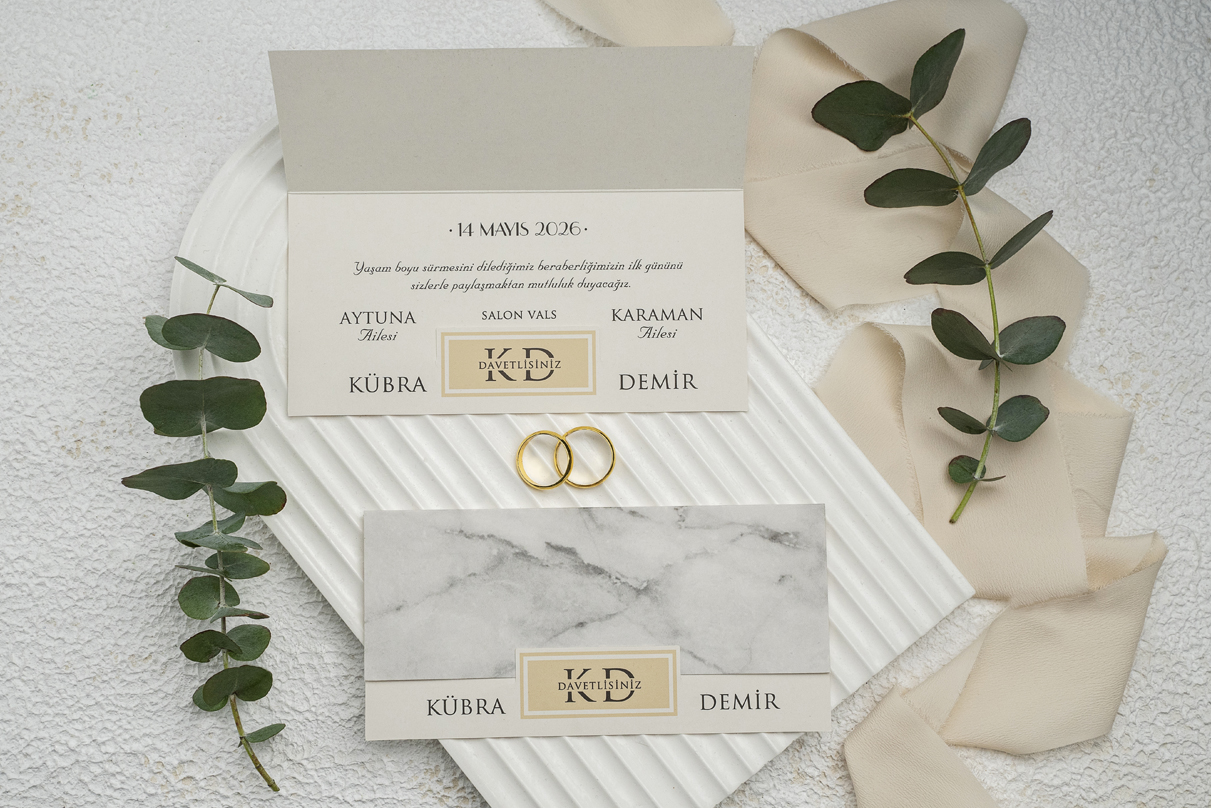 · 14 MAYIS 2026 ·
Yaşam boyu sürmesini dilediğimiz beraberliğimizin ilk gününü
sizlerle paylaşmaktan mutluluk duyacağız.
AYTUNA
Ailesi
SALON VALS
KARAMAN
Ailesi
KÜBRA
KD
DAVETLİSİNİZ
DEMİR
KÜBRA
KD
DAVETLİSİNİZ
DEMİR